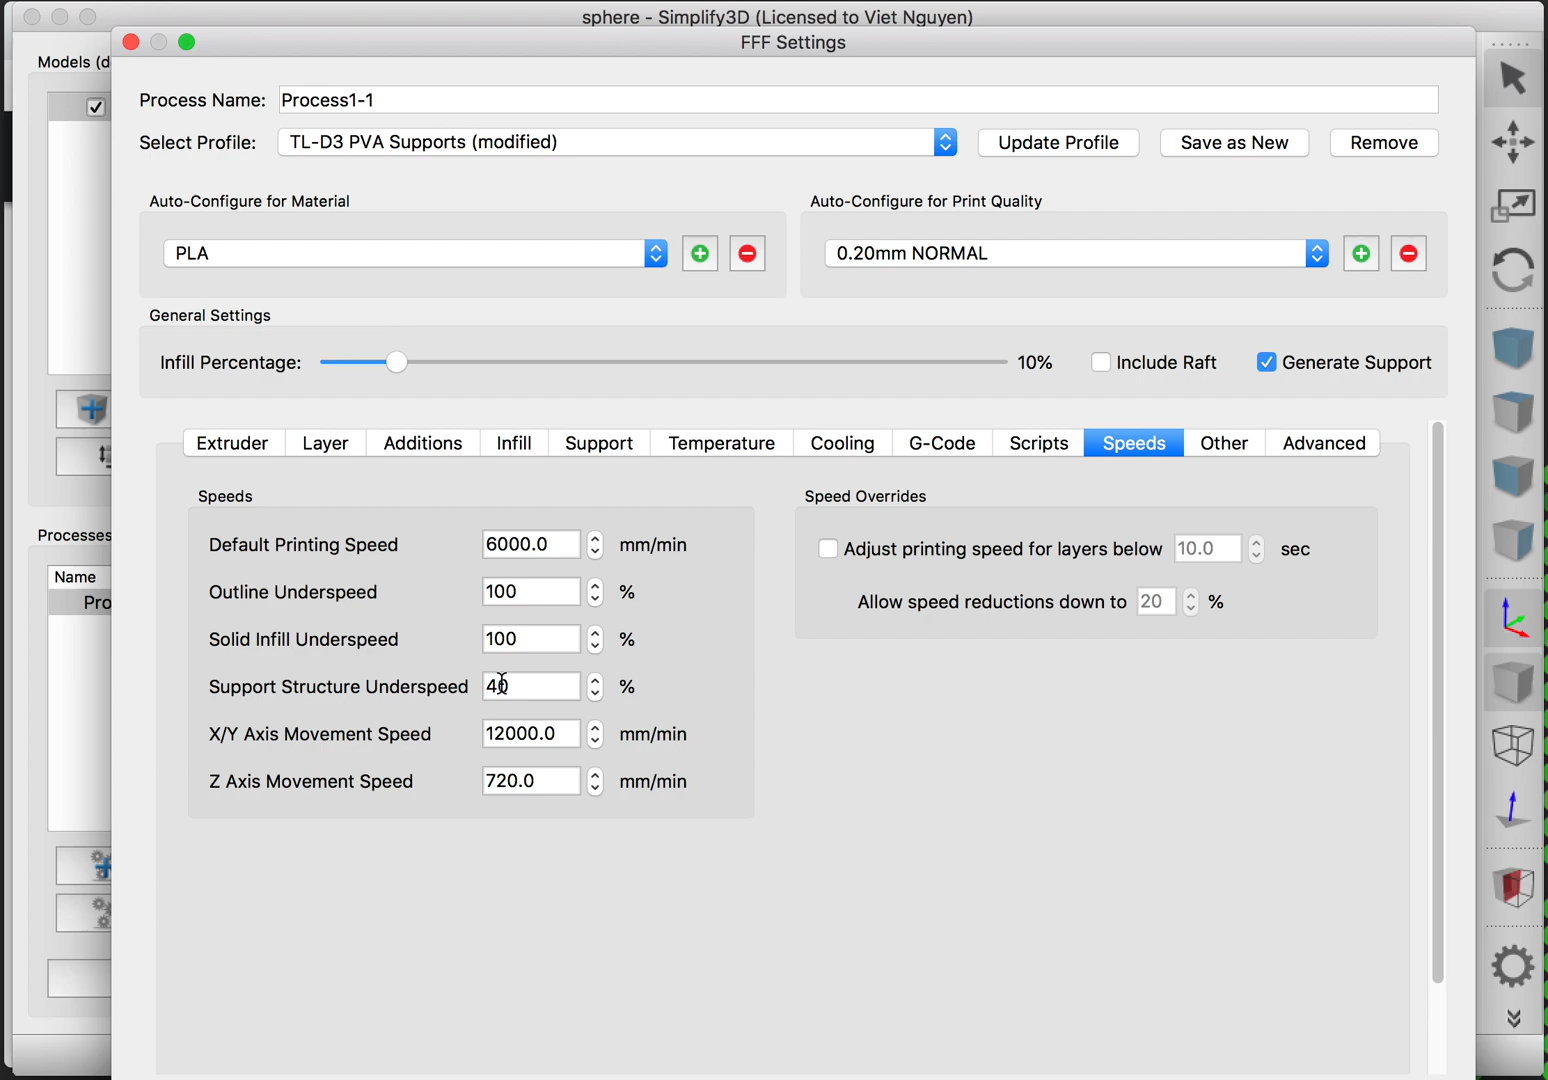 sphere - Simplify3D (Licensed to Viet Nguyen)
FFF Settings
Models (d
Process Name: Process1-1
Select Profile: TL-D3 PVA Supports (modified) Update Profile Save as New Remove
Auto-Configure for Material Auto-Configure for Print Quality
PLA 0.20mm NORMAL
General Settings
Infill Percentage: 10% Include Raft Generate Support
Extruder Layer Additions Infill Support Temperature Cooling G-Code Scripts Speeds Other Advanced
Speeds Speed Overrides
Default Printing Speed 6000.0 mm/min Adjust printing speed for layers below 10.0 sec
Outline Underspeed 100 % Allow speed reductions down to 20 %
Solid Infill Underspeed 100 %
Support Structure Underspeed 40 %
X/Y Axis Movement Speed 12000.0 mm/min
Z Axis Movement Speed 720.0 mm/min
Processes
Name
Pro